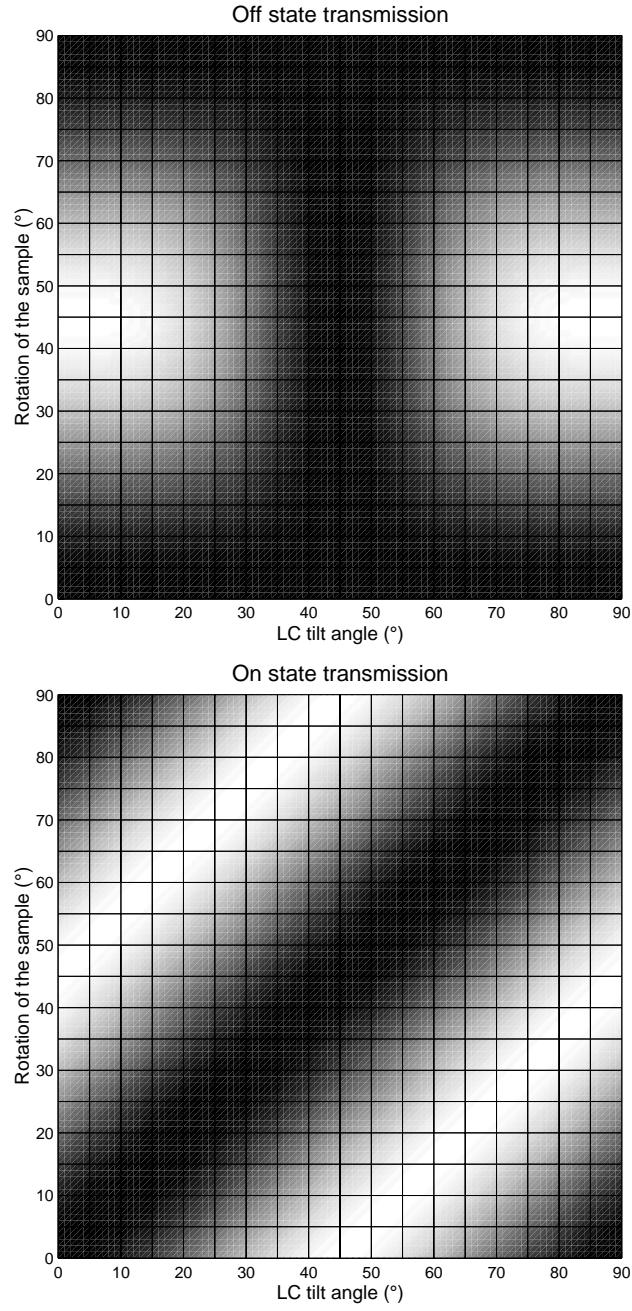 Off state transmission
90
80
70
60
50
40
30
20
10
0
Rotation of the sample (°)
0 10 20 30 40 50 60 70 80 90
LC tilt angle (°)
On state transmission
90
80
70
60
50
40
30
20
10
0
Rotation of the sample (°)
0 10 20 30 40 50 60 70 80 90
LC tilt angle (°)